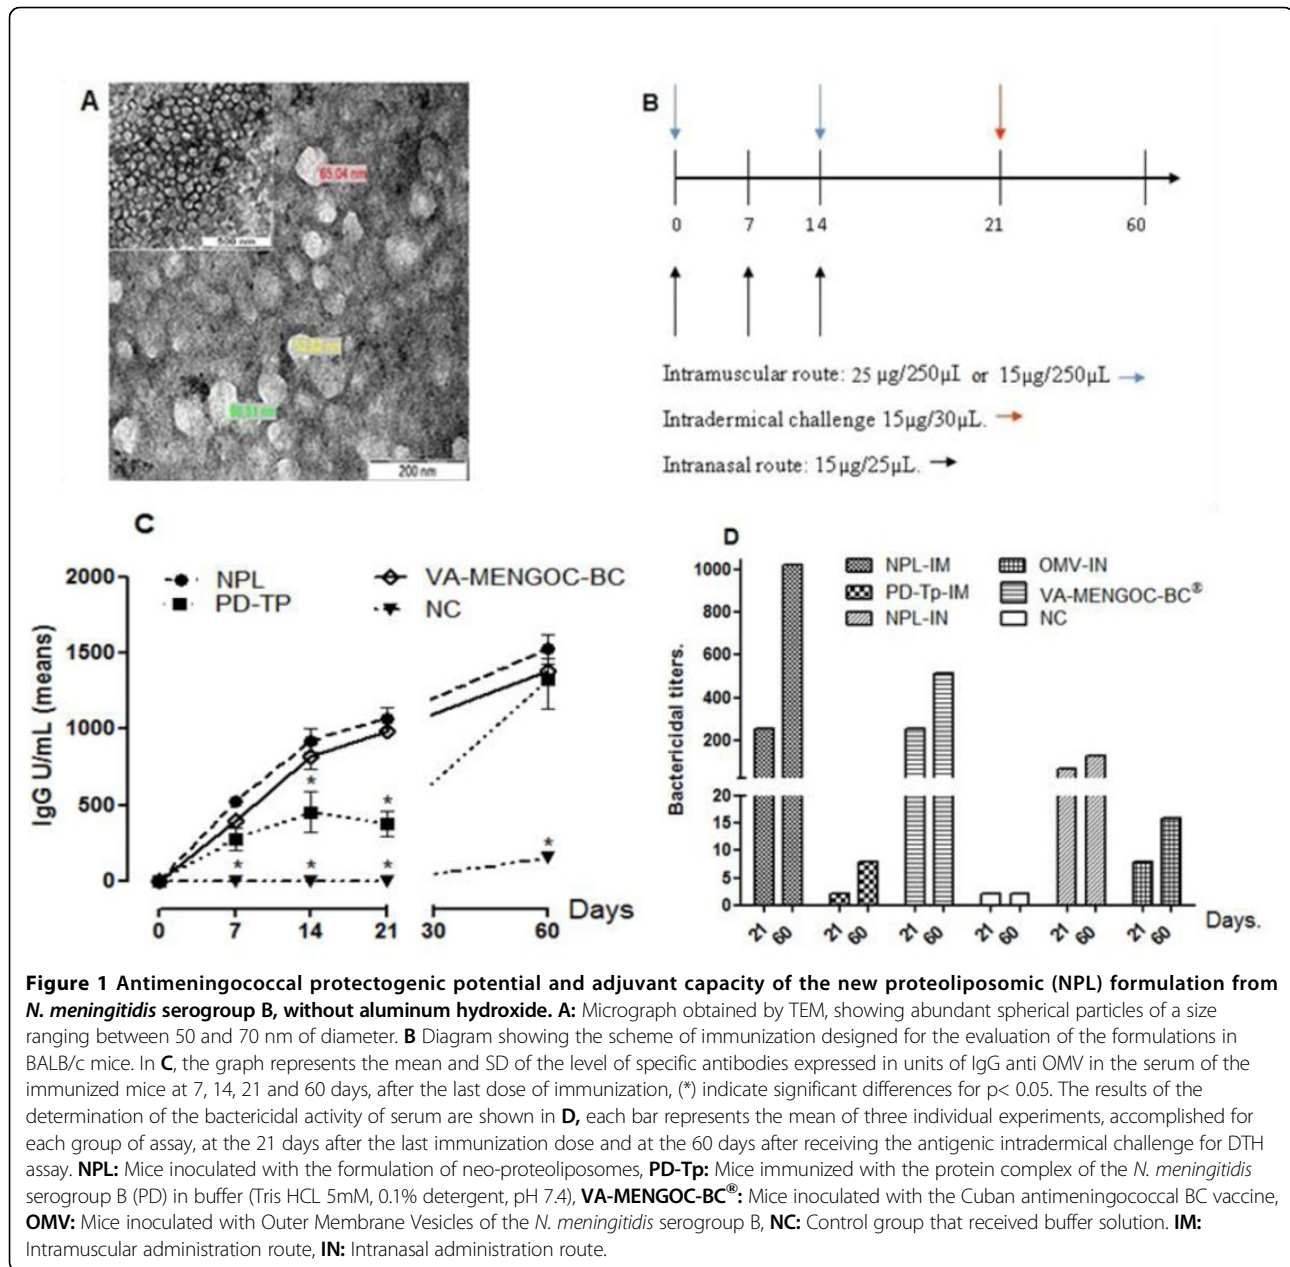 A
65.04 nm
500 nm
200 nm
B
0 7 14 21 60
Intramuscular route: 25 µg/250µL or 15µg/250µL
Intradermical challenge 15µg/30µL.
Intranasal route: 15µg/25µL.
C
NPL
PD-TP
VA-MENGOC-BC
NC
IgG U/mL (means)
2000
1500
1000
500
0
* * * * * *
0 7 14 21 30 60
Days
D
NPL-IM
PD-Tp-IM
NPL-IN
OMV-IN
VA-MENGOC-BC®
NC
Bactericidal titers.
1000
800
600
400
200
20
15
10
5
0
21 60 21 60 21 60 21 60 21 60 21 60
Days.
Figure 1 Antimeningococcal protectogenic potential and adjuvant capacity of the new proteoliposomic (NPL) formulation from
N. meningitidis serogroup B, without aluminum hydroxide. A: Micrograph obtained by TEM, showing abundant spherical particles of a size
ranging between 50 and 70 nm of diameter. B Diagram showing the scheme of immunization designed for the evaluation of the formulations in
BALB/c mice. In C, the graph represents the mean and SD of the level of specific antibodies expressed in units of IgG anti OMV in the serum of the
immunized mice at 7, 14, 21 and 60 days, after the last dose of immunization, (*) indicate significant differences for p< 0.05. The results of the
determination of the bactericidal activity of serum are shown in D, each bar represents the mean of three individual experiments, accomplished for
each group of assay, at the 21 days after the last immunization dose and at the 60 days after receiving the antigenic intradermical challenge for DTH
assay. NPL: Mice inoculated with the formulation of neo-proteoliposomes, PD-Tp: Mice immunized with the protein complex of the N. meningitidis
serogroup B (PD) in buffer (Tris HCL 5mM, 0.1% detergent, pH 7.4), VA-MENGOC-BC®: Mice inoculated with the Cuban antimeningococcal BC vaccine,
OMV: Mice inoculated with Outer Membrane Vesicles of the N. meningitidis serogroup B, NC: Control group that received buffer solution. IM:
Intramuscular administration route, IN: Intranasal administration route.